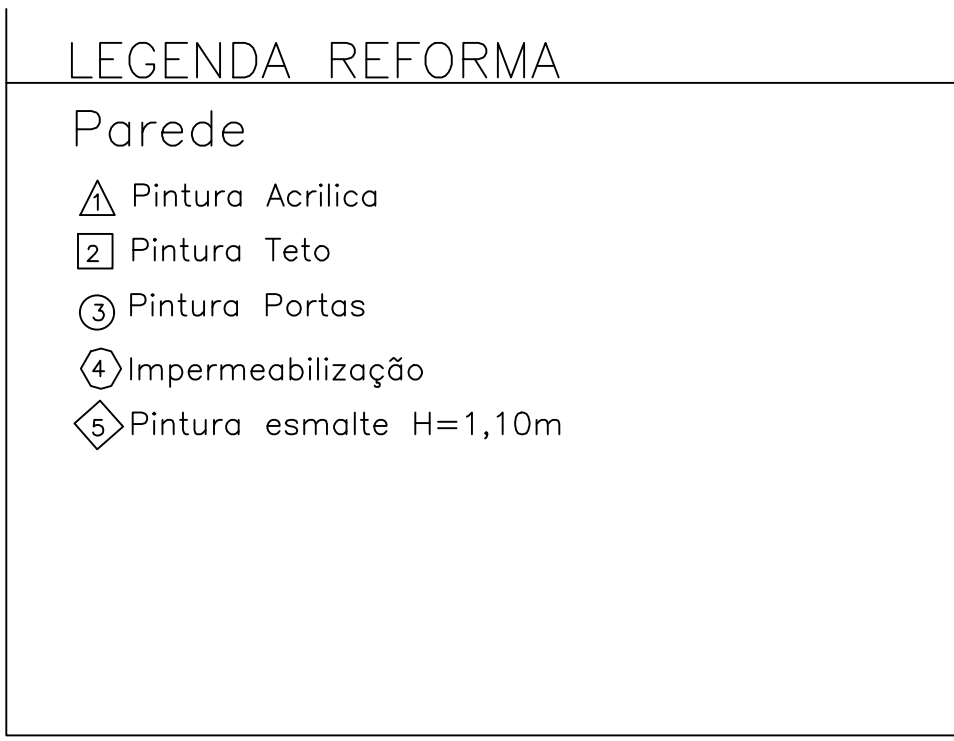 LEGENDA REFORMA
Parede
1 Pintura Acrilica
2 Pintura Teto
3 Pintura Portas
4 Impermeabilização
5 Pintura esmalte H=1,10m